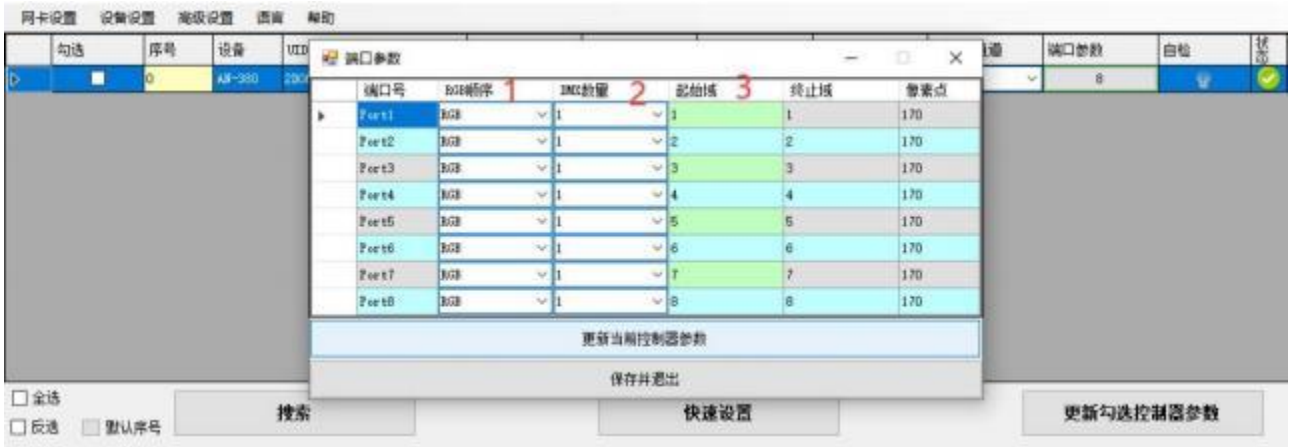 网卡设置 设备设置 高级设置 语言 帮助
勾选 序号 设备 UID 端口参数 自检 状态
0 AN-380 8
端口参数
端口号 RGB顺序 1 DMX数量 2 起始域 3 终止域 像素点
Port1 RGB 1 1 1 170
Port2 RGB 1 2 2 170
Port3 RGB 1 3 3 170
Port4 RGB 1 4 4 170
Port5 RGB 1 5 5 170
Port6 RGB 1 6 6 170
Port7 RGB 1 7 7 170
Port8 RGB 1 8 8 170
更新当前控制器参数
保存并退出
全选
反选 默认序号 搜索 快速设置 更新勾选控制器参数